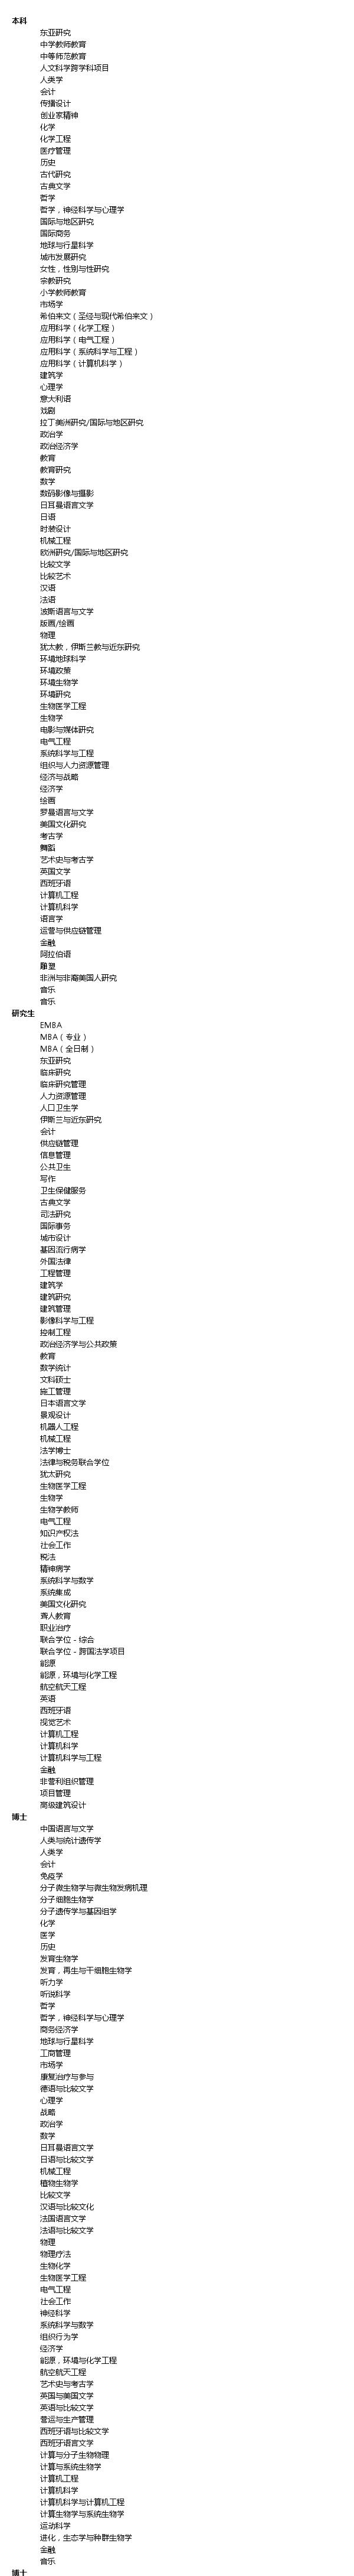 本科
东亚研究
中学教师教育
中等师范教育
人文科学跨学科项目
人类学
会计
传播设计
创业家精神
化学
化学工程
医疗管理
历史
古代研究
古典文学
哲学
哲学，神经科学与心理学
国际与地区研究
国际商务
地球与行星科学
城市发展研究
女性，性别与性研究
宗教研究
小学教师教育
市场学
希伯来文（圣经与现代希伯来文）
应用科学（化学工程）
应用科学（电气工程）
应用科学（系统科学与工程）
应用科学（计算机科学）
建筑学
心理学
意大利语
戏剧
拉丁美洲研究/国际与地区研究
政治学
政治经济学
教育
教育研究
数学
数码影像与摄影
日耳曼语言文学
日语
时装设计
机械工程
欧洲研究/国际与地区研究
比较文学
比较艺术
汉语
法语
波斯语言与文学
版画/绘画
物理
犹太教，伊斯兰教与近东研究
环境地球科学
环境政策
环境生物学
环境研究
生物医学工程
生物学
电影与媒体研究
电气工程
系统科学与工程
组织与人力资源管理
经济与战略
经济学
绘画
罗曼语言与文学
美国文化研究
考古学
舞蹈
艺术史与考古学
英国文学
西班牙语
计算机工程
计算机科学
语言学
运营与供应链管理
金融
阿拉伯语
雕塑
非洲与非裔美国人研究
音乐
音乐
研究生
EMBA
MBA（专业）
MBA（全日制）
东亚研究
临床研究
临床研究管理
人力资源管理
人口卫生学
伊斯兰与近东研究
会计
供应链管理
信息管理
公共卫生
写作
卫生保健服务
古典文学
司法研究
国际事务
城市设计
基因流行病学
外国法律
工程管理
建筑学
建筑研究
建筑管理
影像科学与工程
控制工程
政治经济学与公共政策
教育
数学统计
文科硕士
施工管理
日本语言文学
景观设计
机器人工程
机械工程
法学博士
法律与税务联合学位
犹太研究
生物医学工程
生物学
生物学教师
电气工程
知识产权法
社会工作
税法
精神病学
系统科学与数学
系统集成
美国文化研究
聋人教育
职业治疗
联合学位 - 综合
联合学位 - 跨国法学项目
能源
能源，环境与化学工程
航空航天工程
英语
西班牙语
视觉艺术
计算机工程
计算机科学
计算机科学与工程
金融
非营利组织管理
项目管理
高级建筑设计
博士
中国语言与文学
人类与统计遗传学
人类学
会计
免疫学
分子微生物学与微生物发病机理
分子细胞生物学
分子遗传学与基因组学
化学
医学
历史
发育生物学
发育，再生与干细胞生物学
听力学
听说科学
哲学
哲学，神经科学与心理学
商务经济学
地球与行星科学
工商管理
市场学
康复治疗与参与
德语与比较文学
心理学
战略
政治学
数学
日耳曼语言文学
日语与比较文学
机械工程
植物生物学
比较文学
汉语与比较文化
法国语言文学
法语与比较文学
物理
物理疗法
生物化学
生物医学工程
电气工程
社会工作
神经科学
系统科学与数学
组织行为学
经济学
能源，环境与化学工程
航空航天工程
艺术史与考古学
英国与美国文学
英语与比较文学
营运与生产管理
西班牙语与比较文学
西班牙语言文学
计算与分子生物物理
计算与系统生物学
计算机工程
计算机科学
计算机科学与计算机工程
计算生物学与系统生物学
运动科学
进化，生态学与种群生物学
金融
音乐
博士